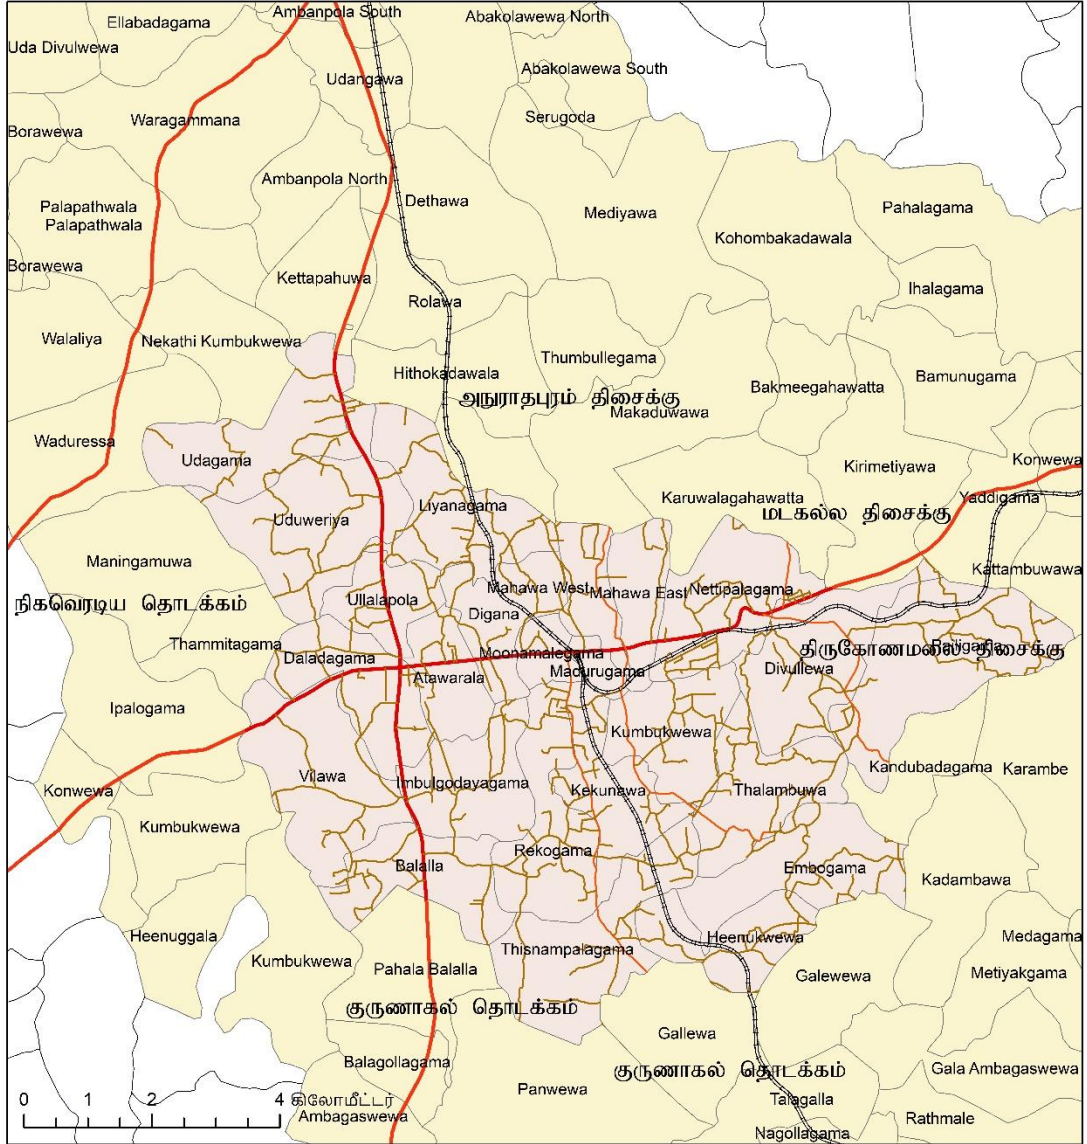 Ambanpola South
Abakolawewa North
Ellabadagama
Uda Divulwewa
Abakolawewa South
Udangawa
Serugoda
Waragammana
Borawewa
Ambanpola North
Dethawa
Palapathwala
Mediyawa
Pahalagama
Palapathwala
Kohombakadawala
Borawewa
Kettapahuwa
Ihalagama
Rolawa
Walaliya
Nekathi Kumbukwewa
Thumbullegama
Hithokadawala
Bamunugama
Bakmeegahawatta
அநுராதபுரம் திசைக்கு
Makaduwawa
Waduressa
Udagama
Kirimetiyawa
Konwewa
Karuwalagahawatta
Yaddigama
Liyanagama
மடகல்ல திசைக்கு
Uduweriya
Maningamuwa
Kattambuwawa
Mahawa West
Mahawa East
Nettipalagama
நிகவெரடிய தொடக்கம்
Ullalapola
Digana
Thammitagama
Daladagama
Moonamalegama
திருகோணமலை திசைக்கு
Atawarala
Madurugama
Divullewa
Ipalogama
Kumbukwewa
Vilawa
Imbulgodayagama
Kandubadagama
Karambe
Konwewa
Kekunawa
Thalambuwa
Kumbukwewa
Rekogama
Balalla
Embogama
Kadambawa
Heenuggala
Heenukwewa
Medagama
Thisnampalagama
Kumbukwewa
Pahala Balalla
Galewewa
Metiyakgama
குருணாகல் தொடக்கம்
Gallewa
Balagollagama
குருணாகல் தொடக்கம்
Gala Ambagaswewa
Panwewa
0 1 2 4 கிலோமீட்டர்
Talagalla
Ambagaswewa
Rathmale
Nagollagama